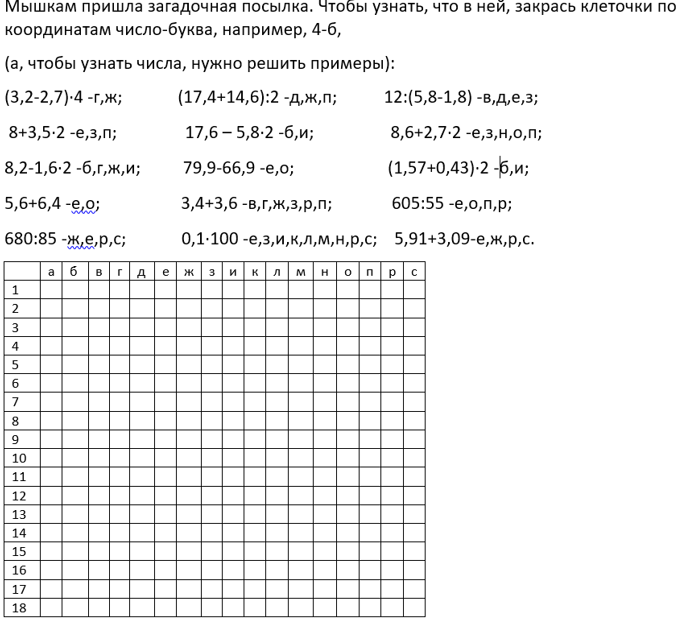 Мышкам пришла загадочная посылка. Чтобы узнать, что в ней, закрась клеточки по
координатам число-буква, например, 4-б,
(а, чтобы узнать числа, нужно решить примеры):
(3,2-2,7)·4 -г,ж; (17,4+14,6):2 -д,ж,п; 12:(5,8-1,8) -в,д,е,з;
8+3,5·2 -е,з,п; 17,6 – 5,8·2 -б,и; 8,6+2,7·2 -е,з,н,о,п;
8,2-1,6·2 -б,г,ж,и; 79,9-66,9 -е,о; (1,57+0,43)·2 -б,и;
5,6+6,4 -е,о; 3,4+3,6 -в,г,ж,з,р,п; 605:55 -е,о,п,р;
680:85 -ж,е,р,с; 0,1·100 -е,з,и,к,л,м,н,р,с; 5,91+3,09-е,ж,р,с.
а б в г д е ж з и к л м н о п р с
1
2
3
4
5
6
7
8
9
10
11
12
13
14
15
16
17
18